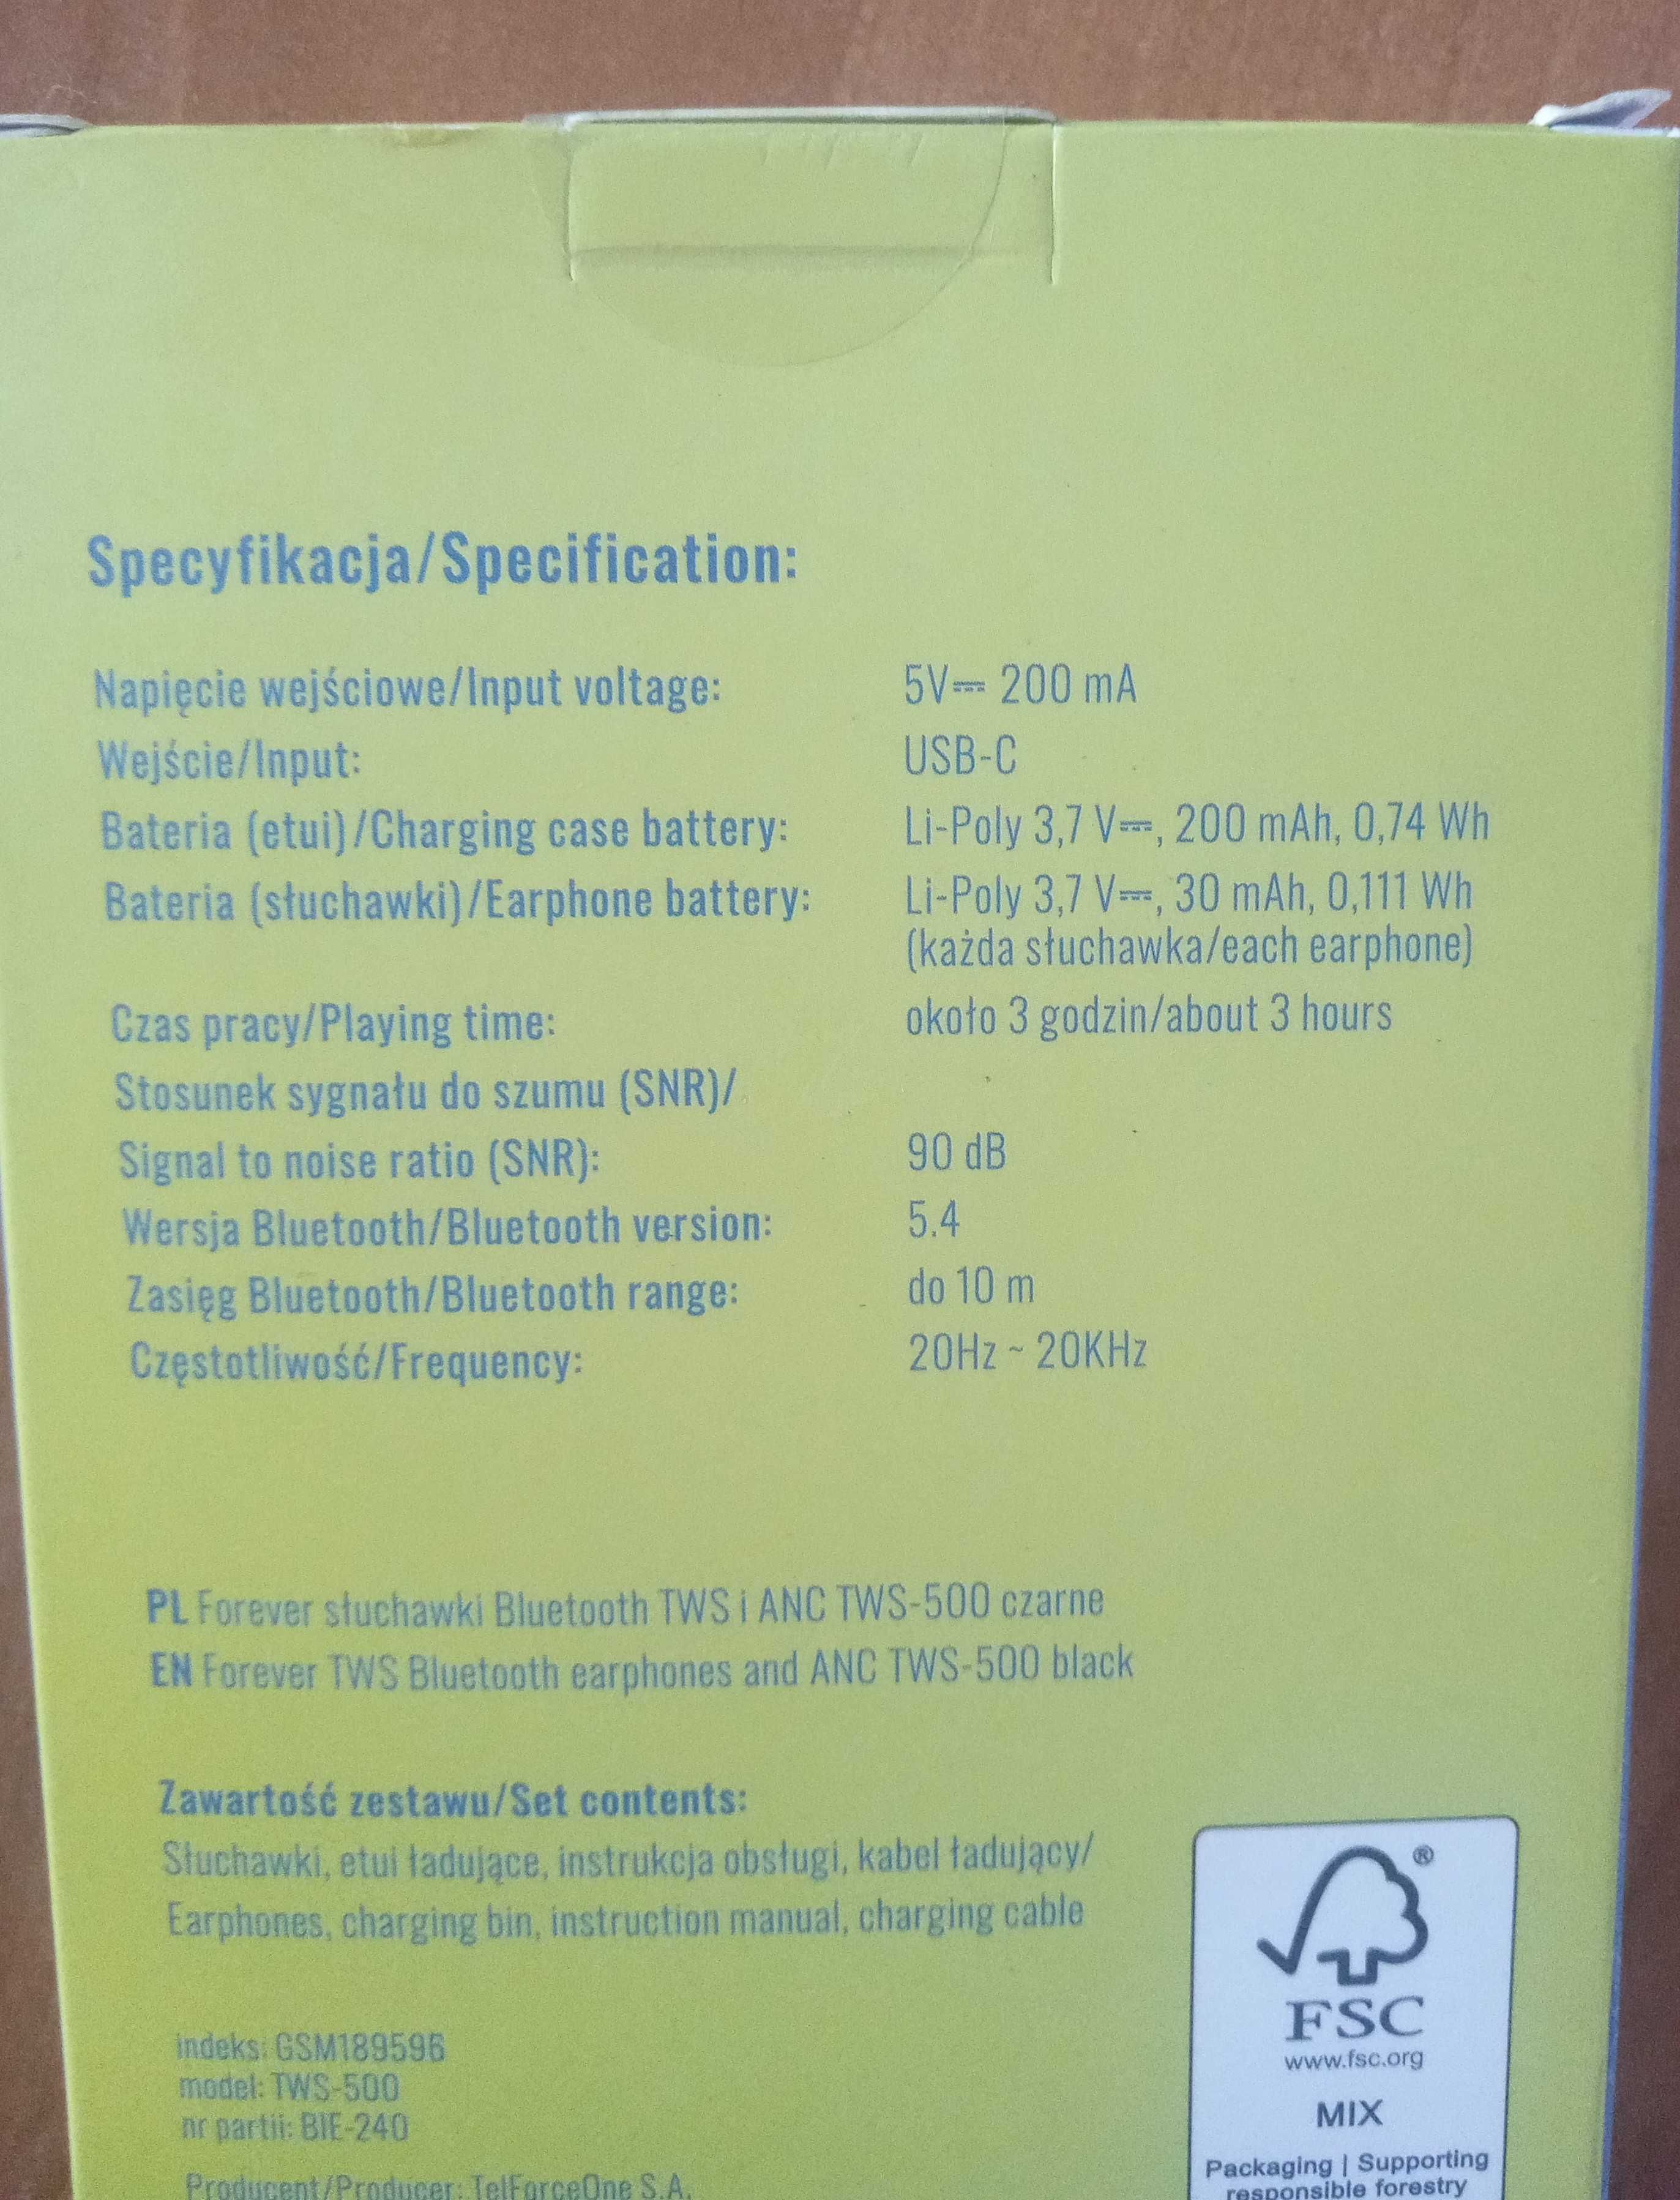 Specyfikacja/Specification:
Napięcie wejściowe/Input voltage: 5V⎓ 200 mA
Wejście/Input: USB-C
Bateria (etui)/Charging case battery: Li-Poly 3,7 V⎓, 200 mAh, 0,74 Wh
Bateria (słuchawki)/Earphone battery: Li-Poly 3,7 V⎓, 30 mAh, 0,111 Wh
(każda słuchawka/each earphone)
Czas pracy/Playing time: około 3 godzin/about 3 hours
Stosunek sygnału do szumu (SNR)/
Signal to noise ratio (SNR): 90 dB
Wersja Bluetooth/Bluetooth version: 5.4
Zasięg Bluetooth/Bluetooth range: do 10 m
Częstotliwość/Frequency: 20Hz ~ 20KHz
PL Forever słuchawki Bluetooth TWS i ANC TWS-500 czarne
EN Forever TWS Bluetooth earphones and ANC TWS-500 black
Zawartość zestawu/Set contents:
Słuchawki, etui ładujące, instrukcja obsługi, kabel ładujący/
Earphones, charging bin, instruction manual, charging cable
indeks: GSM189596
model: TWS-500
nr partii: BIE-240
Producent/Producer: TelForceOne S.A.
®
FSC
www.fsc.org
MIX
Packaging | Supporting
responsible forestry